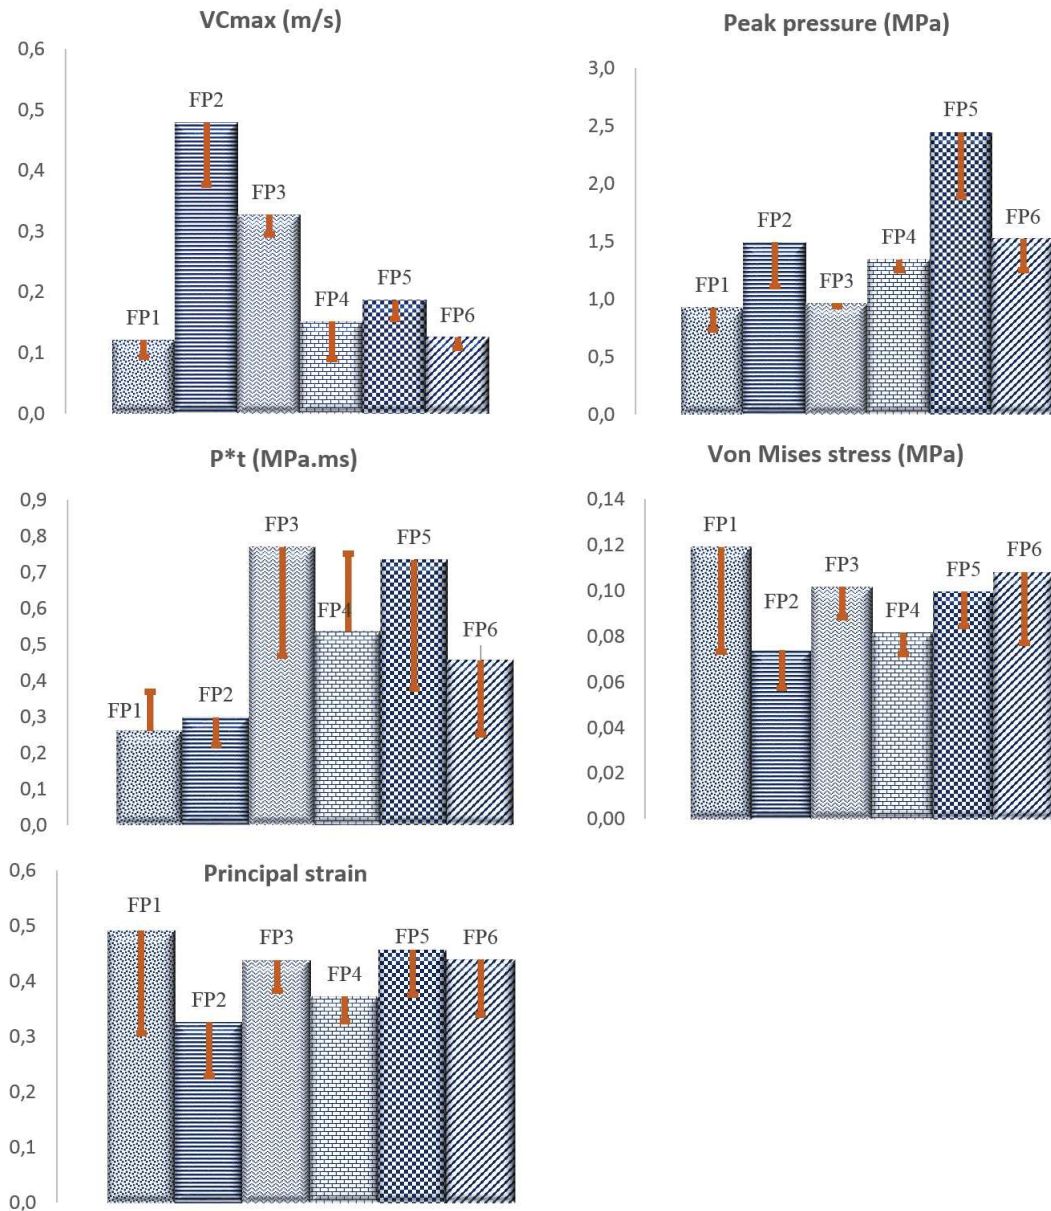 VCmax (m/s)
0,6
0,5
0,4
0,3
0,2
0,1
0,0
FP1
FP2
FP3
FP4
FP5
FP6
Peak pressure (MPa)
3,0
2,5
2,0
1,5
1,0
0,5
0,0
FP1
FP2
FP3
FP4
FP5
FP6
P*t (MPa.ms)
0,9
0,8
0,7
0,6
0,5
0,4
0,3
0,2
0,1
0,0
FP1
FP2
FP3
FP4
FP5
FP6
Von Mises stress (MPa)
0,14
0,12
0,10
0,08
0,06
0,04
0,02
0,00
FP1
FP2
FP3
FP4
FP5
FP6
Principal strain
0,6
0,5
0,4
0,3
0,2
0,1
0,0
FP1
FP2
FP3
FP4
FP5
FP6